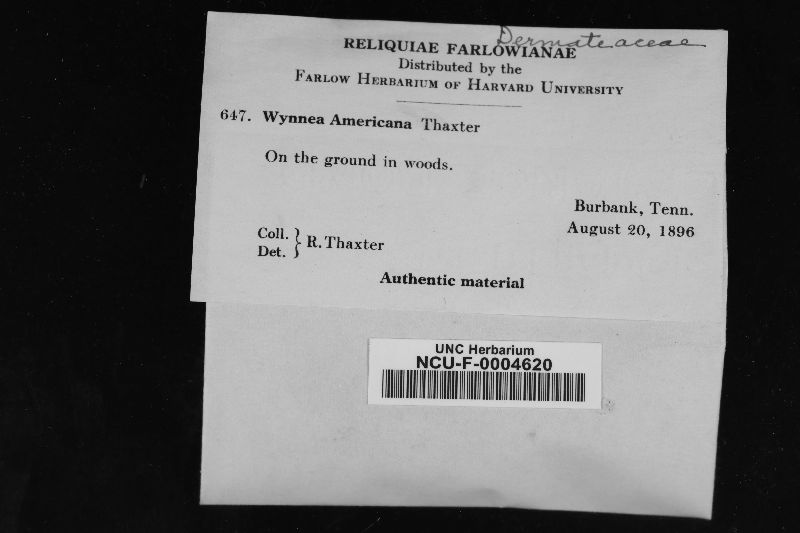 Dermateaceae
RELIQUIAE FARLOWIANAE
Distributed by the
FARLOW HERBARIUM OF HARVARD UNIVERSITY
647. Wynnea Americana Thaxter
On the ground in woods.
Burbank, Tenn.
August 20, 1896
Coll. } R. Thaxter
Det.
Authentic material
UNC Herbarium
NCU-F-0004620